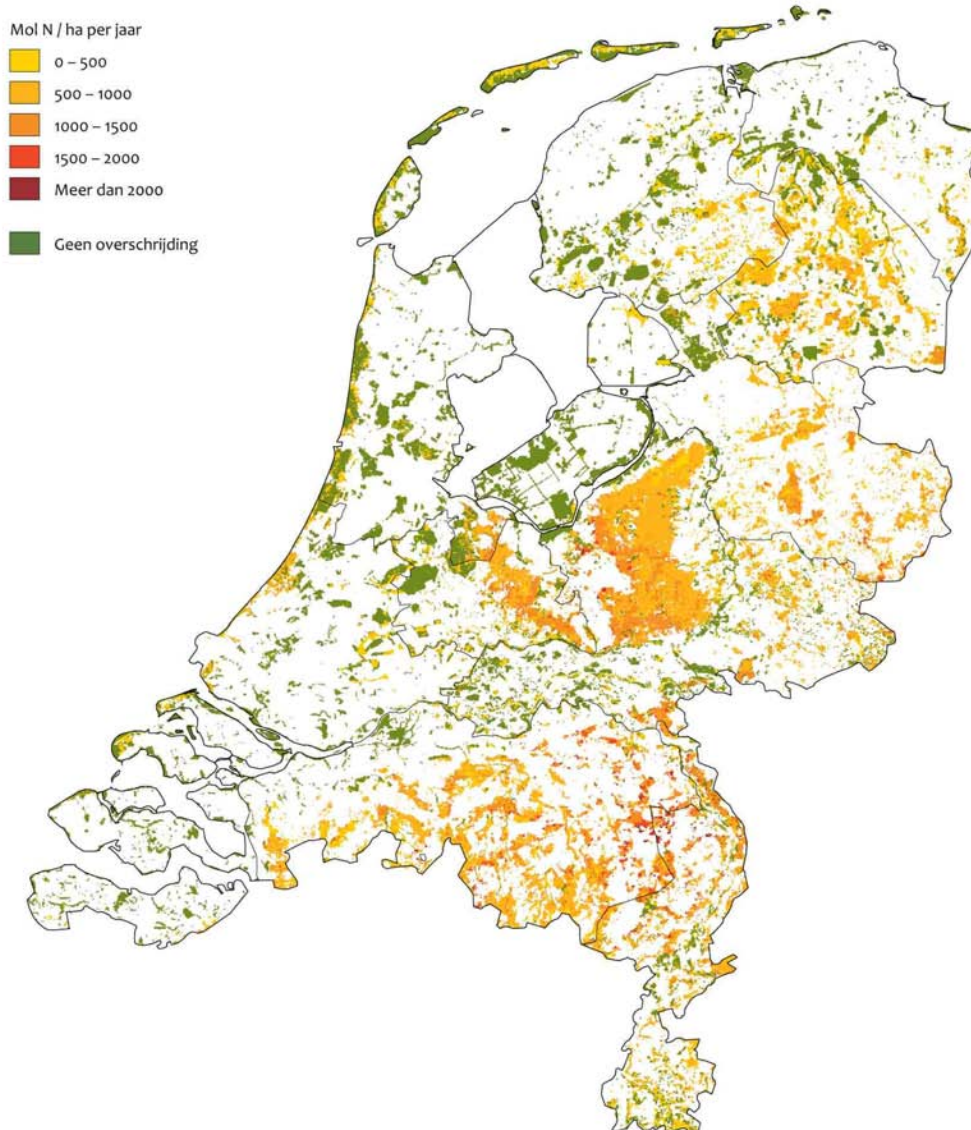 Mol N / ha per jaar
0 – 500
500 – 1000
1000 – 1500
1500 – 2000
Meer dan 2000
Geen overschrijding